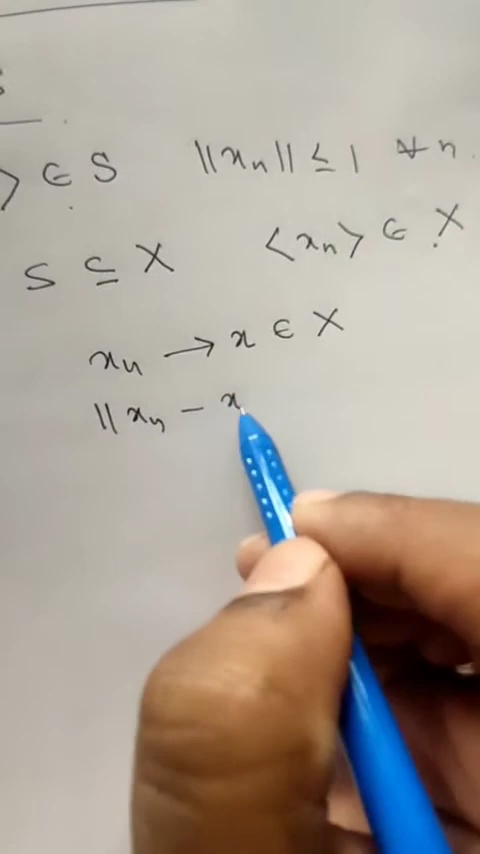 s
> ∈ S ||xₙ|| ≤ 1 ∀ n.
S ⊆ X <xₙ> ∈ X
xₙ → x ∈ X
||xₙ − x